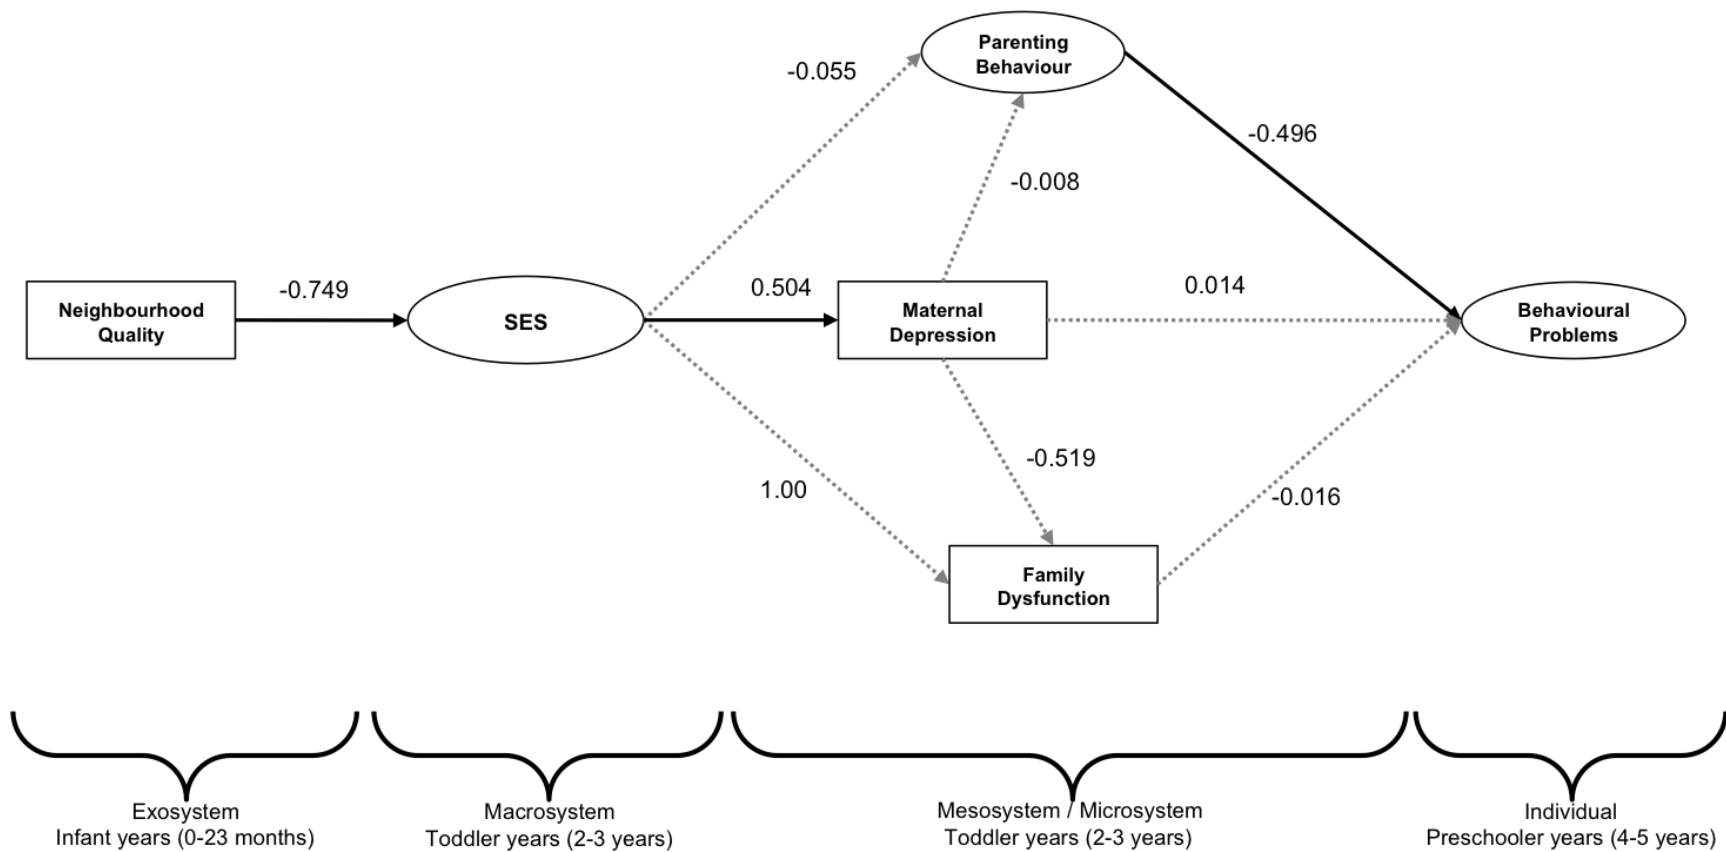 Parenting
Behaviour
-0.055
-0.496
-0.008
Neighbourhood
Quality
-0.749
SES
0.504
Maternal
Depression
0.014
Behavioural
Problems
-0.519
1.00
-0.016
Family
Dysfunction
Exosystem
Infant years (0-23 months)
Macrosystem
Toddler years (2-3 years)
Mesosystem / Microsystem
Toddler years (2-3 years)
Individual
Preschooler years (4-5 years)